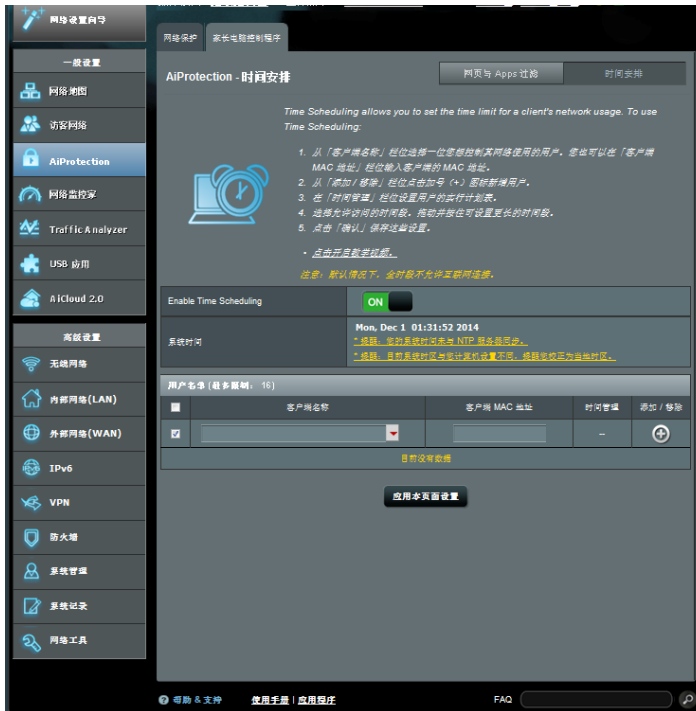 网络设置向导
一般设置
网络地图
访客网络
AiProtection
网络监控家
Traffic Analyzer
USB 应用
AiCloud 2.0
高级设置
无线网络
内部网络(LAN)
外部网络(WAN)
IPv6
VPN
防火墙
系统管理
系统记录
网络工具
网络保护
家长电脑控制程序
AiProtection - 时间安排
网页与 Apps 过滤
时间安排
Time Scheduling allows you to set the time limit for a client's network usage. To use
Time Scheduling:
1. 从「客户端名称」栏位选择一位您想控制其网络使用的用户。您也可以在「客户端
MAC 地址」栏位输入客户端的 MAC 地址。
2. 从「添加 / 移除」栏位点击加号 (+) 图标新增用户。
3. 在「时间管理」栏位设置用户的实行计划表。
4. 选择允许访问的时间段。拖动并按住可设置更长的时间段。
5. 点击「确认」保存这些设置。
· 点击开启教学视频。
注意：默认情况下，全时段不允许互联网连接。
Enable Time Scheduling
ON
系统时间
Mon, Dec 1 01:31:52 2014
* 提醒：您的系统时间未与 NTP 服务器同步。
* 提醒：目前系统时区与您计算机设置不同。提醒您校正为当地时区。
用户名单 (最多限制: 16)
客户端名称
客户端 MAC 地址
时间管理
添加 / 移除
--
目前没有数据
应用本页面设置
帮助 & 支持
使用手册 | 应用程序
FAQ